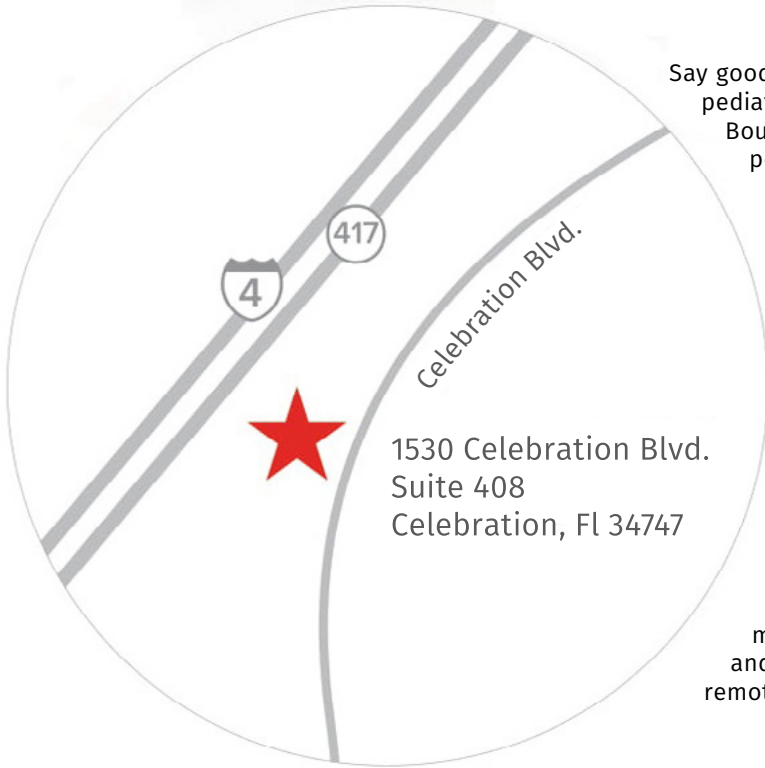 Say good
pedia
Bou
p
417
4
Celebration Blvd.
1530 Celebration Blvd.
Suite 408
Celebration, Fl 34747
m
and
remot